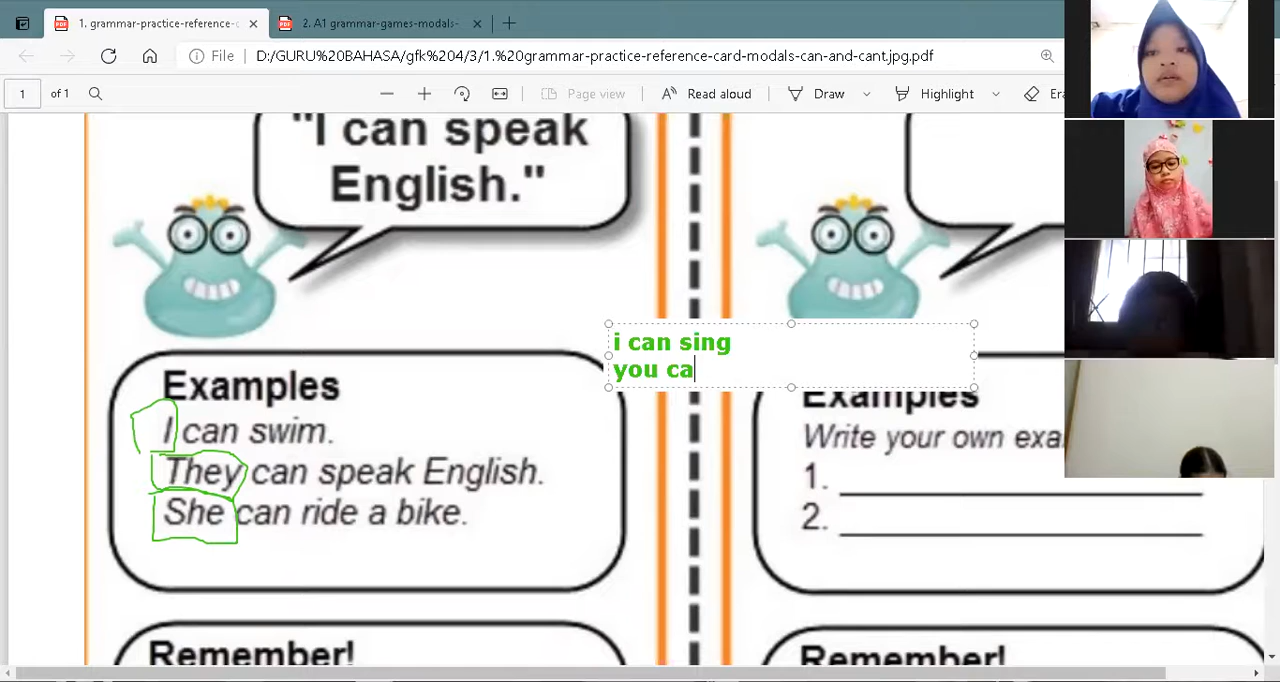 1. grammar-practice-reference-c
2. A1 grammar-games-modals-
File
D:/GURU%20BAHASA/gfk%204/3/1.%20grammar-practice-reference-card-modals-can-and-cant.jpg.pdf
1
of 1
Page view
Read aloud
Draw
Highlight
Era
"I can speak
English."
i can sing
you ca
Examples
I can swim.
They can speak English.
She can ride a bike.
Remember!
Examples
Write your own exa
1.
2.
Remember!